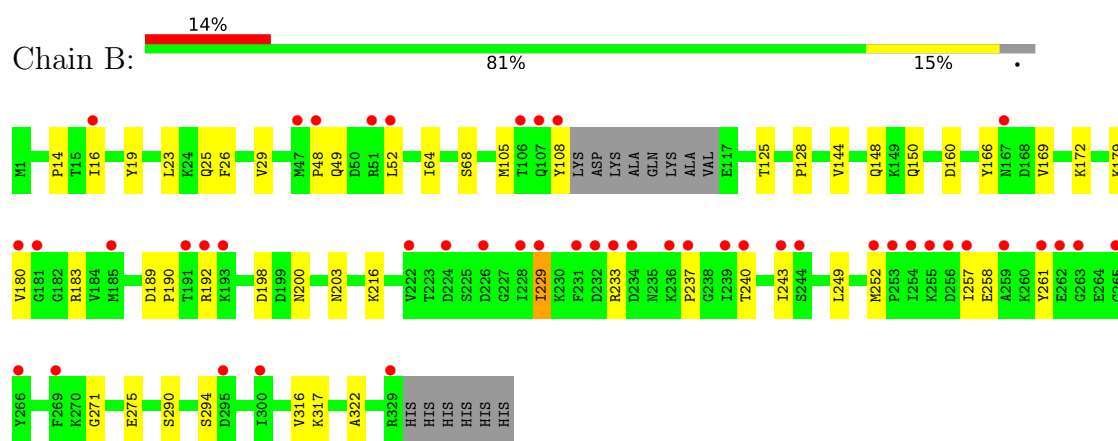 14%
Chain B:
81% 15% •
M1 P14 T15 I16 Y19 L23 K24 Q25 F26 V29 M47 P48 Q49 D50 R51 L52 I64 S68 M105 T106 Q107 Y108 LYS ASP LYS ALA GLN LYS ALA VAL E117 T125 P128 V144 Q148 K149 Q150 D160 Y166 N167 D168 V169 K172 K179
V180 G181 G182 R183 V184 M185 D189 P190 T191 R192 K193 D198 D199 N200 N203 K216 V222 T223 D224 S225 D226 G227 I228 I229 K230 F231 D232 R233 D234 N235 K236 P237 G238 I239 T240 I243 S244 L249 M252 P253 I254 K255 D256 I257 E258 A259 K260 Y261 E262 G263 E264 G265
Y266 F269 K270 G271 E275 S290 S294 D295 I300 V316 K317 A322 R329 HIS HIS HIS HIS HIS HIS